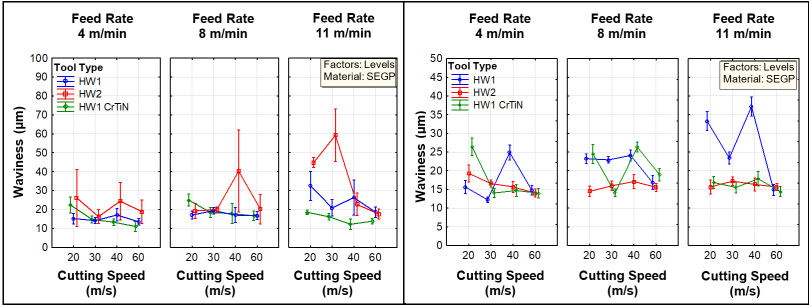 Feed Rate
4 m/min
Feed Rate
8 m/min
Feed Rate
11 m/min
Waviness (µm)
100
90
80
70
60
50
40
30
20
10
0
Tool Type
HW1
HW2
HW1 CrTiN
Factors: Levels
Material: SEGP
20 30 40 60
20 30 40 60
20 30 40 60
Cutting Speed
(m/s)
Cutting Speed
(m/s)
Cutting Speed
(m/s)
Feed Rate
4 m/min
Feed Rate
8 m/min
Feed Rate
11 m/min
Waviness (µm)
50
45
40
35
30
25
20
15
10
5
0
Tool Type
HW1
HW2
HW1 CrTiN
Factors: Levels
Material: SEGP
20 30 40 60
20 30 40 60
20 30 40 60
Cutting Speed
(m/s)
Cutting Speed
(m/s)
Cutting Speed
(m/s)